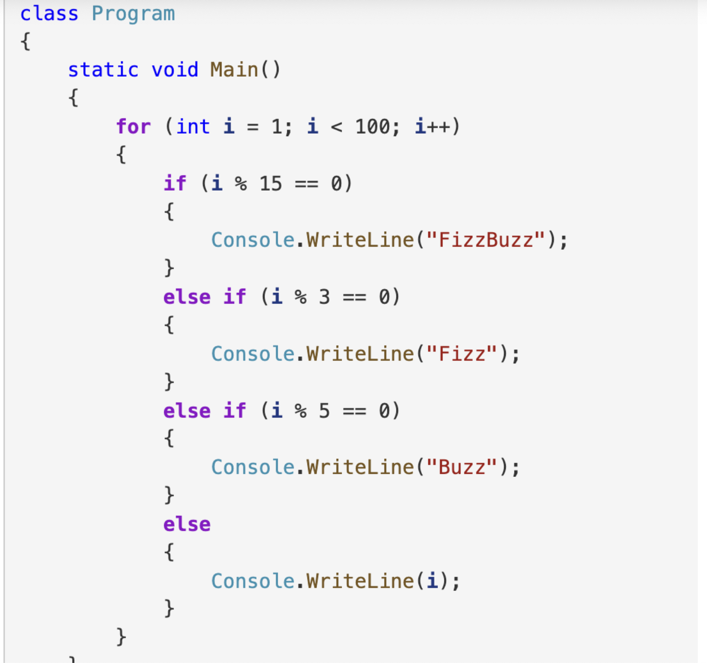 class Program
{
    static void Main()
    {
        for (int i = 1; i < 100; i++)
        {
            if (i % 15 == 0)
            {
                Console.WriteLine("FizzBuzz");
            }
            else if (i % 3 == 0)
            {
                Console.WriteLine("Fizz");
            }
            else if (i % 5 == 0)
            {
                Console.WriteLine("Buzz");
            }
            else
            {
                Console.WriteLine(i);
            }
        }
    }